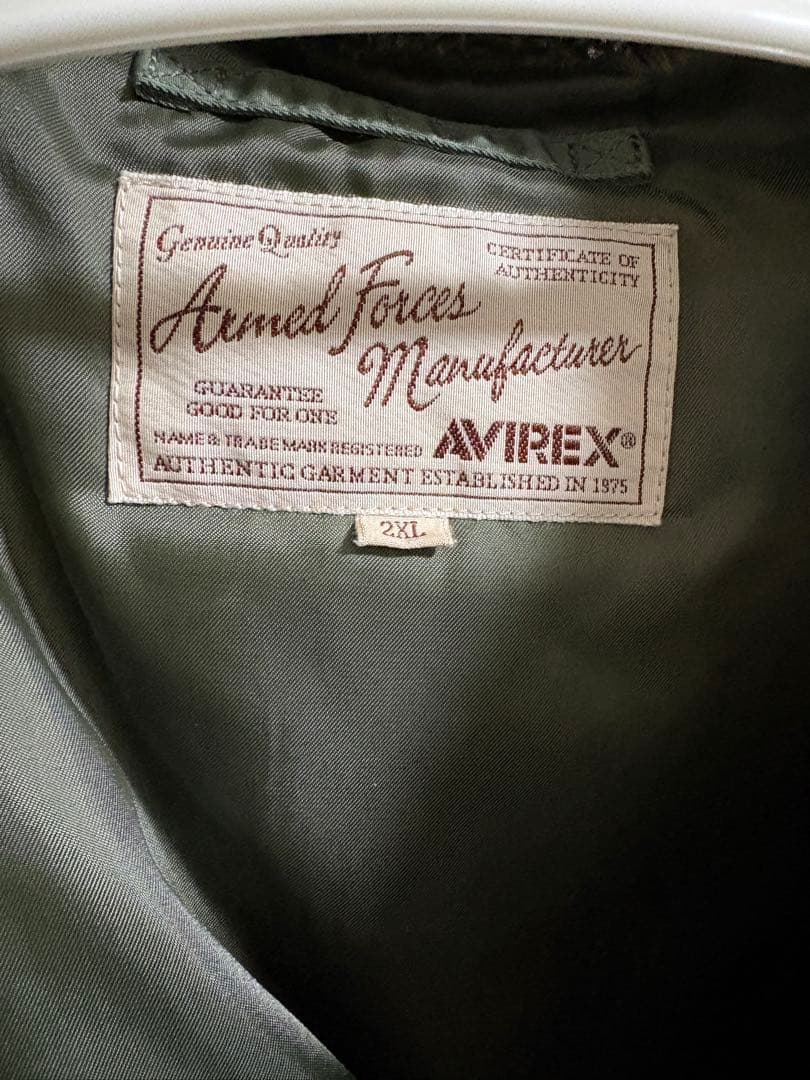 Genuine Quality
CERTIFICATE OF
AUTHENTICITY
Armed Forces
Manufacturer
GUARANTEE
GOOD FOR ONE
NAME & TRADE MARK REGISTERED AVIREX®
AUTHENTIC GARMENT ESTABLISHED IN 1975
2XL